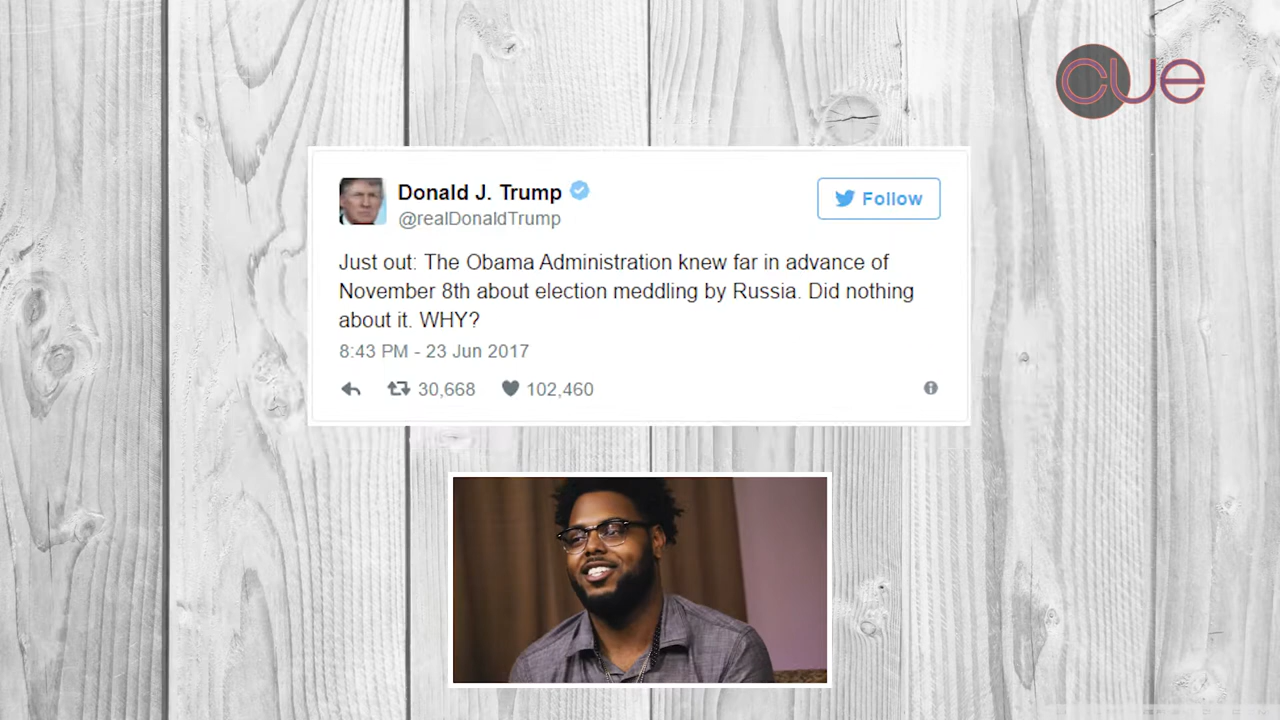 cue
Donald J. Trump
@realDonaldTrump
Follow
Just out: The Obama Administration knew far in advance of
November 8th about election meddling by Russia. Did nothing
about it. WHY?
8:43 PM - 23 Jun 2017
30,668 102,460